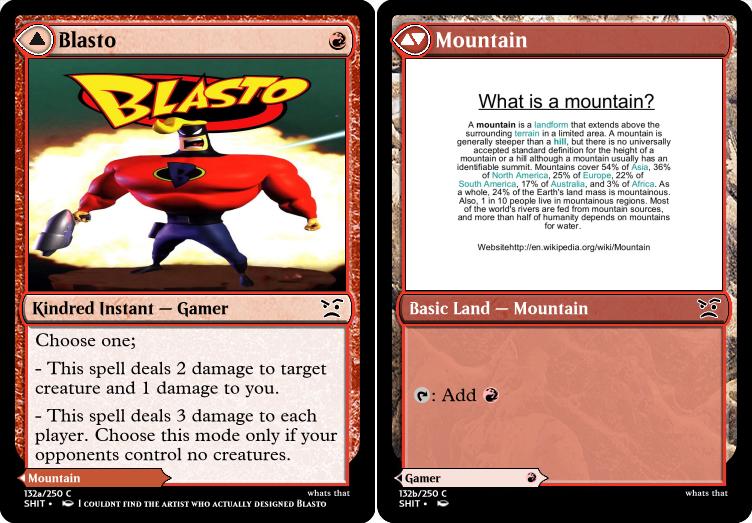 Blasto
BLASTO
B
Kindred Instant — Gamer
Choose one;
- This spell deals 2 damage to target
creature and 1 damage to you.
- This spell deals 3 damage to each
player. Choose this mode only if your
opponents control no creatures.
Mountain
132a/250 C
whats that
SHIT • I couldnt find the artist who actually designed Blasto
Mountain
What is a mountain?
A mountain is a landform that extends above the
surrounding terrain in a limited area. A mountain is
generally steeper than a hill, but there is no universally
accepted standard definition for the height of a
mountain or a hill although a mountain usually has an
identifiable summit. Mountains cover 54% of Asia, 36%
of North America, 25% of Europe, 22% of
South America, 17% of Australia, and 3% of Africa. As
a whole, 24% of the Earth's land mass is mountainous.
Also, 1 in 10 people live in mountainous regions. Most
of the world's rivers are fed from mountain sources,
and more than half of humanity depends on mountains
for water.
Websitehttp://en.wikipedia.org/wiki/Mountain
Basic Land — Mountain
: Add
Gamer
132b/250 C
whats that
SHIT •